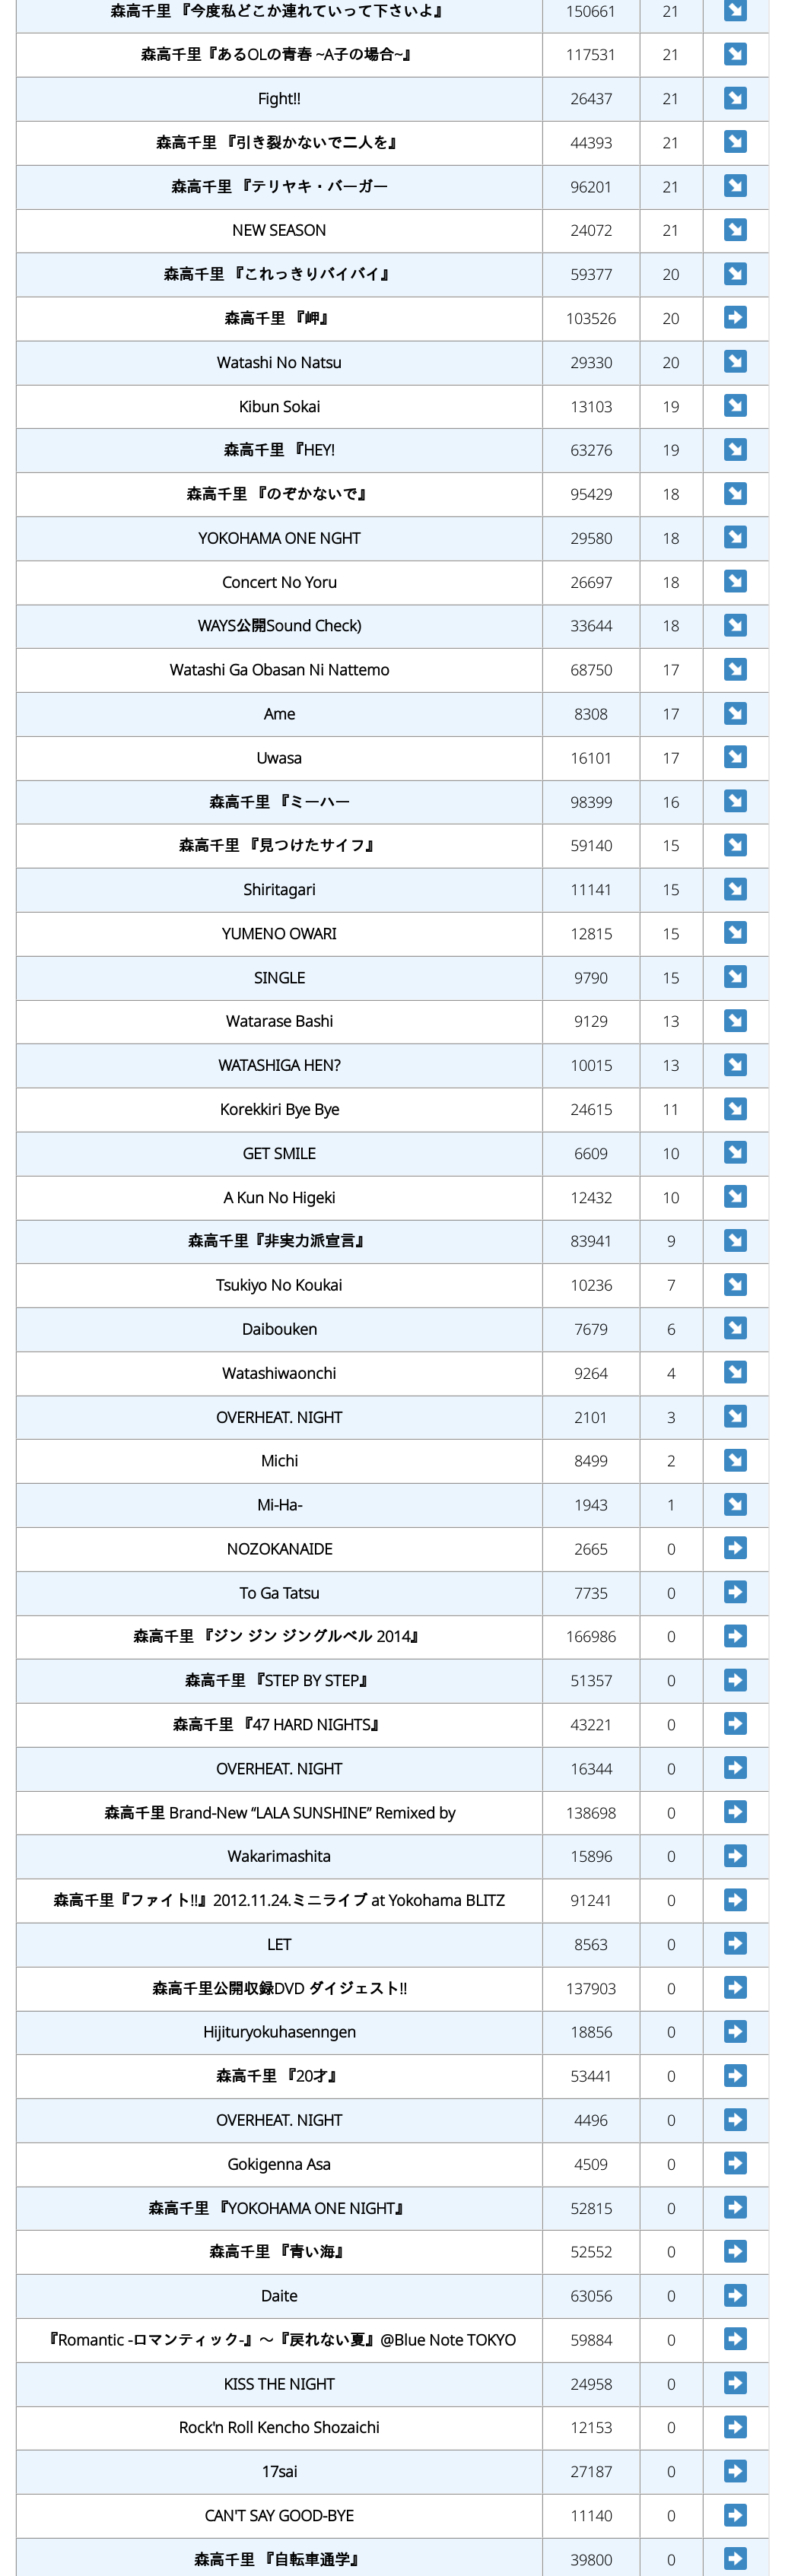 森高千里 『今度私どこか連れていって下さいよ』 150661 21 ↘
森高千里『あるOLの青春 ~A子の場合~』 117531 21 ↘
Fight!! 26437 21 ↘
森高千里 『引き裂かないで二人を』 44393 21 ↘
森高千里 『テリヤキ・バーガー 96201 21 ↘
NEW SEASON 24072 21 ↘
森高千里 『これっきりバイバイ』 59377 20 ↘
森高千里 『岬』 103526 20 ➡
Watashi No Natsu 29330 20 ↘
Kibun Sokai 13103 19 ↘
森高千里 『HEY! 63276 19 ↘
森高千里 『のぞかないで』 95429 18 ↘
YOKOHAMA ONE NGHT 29580 18 ↘
Concert No Yoru 26697 18 ↘
WAYS公開Sound Check) 33644 18 ↘
Watashi Ga Obasan Ni Nattemo 68750 17 ↘
Ame 8308 17 ↘
Uwasa 16101 17 ↘
森高千里 『ミーハー 98399 16 ↘
森高千里 『見つけたサイフ』 59140 15 ↘
Shiritagari 11141 15 ↘
YUMENO OWARI 12815 15 ↘
SINGLE 9790 15 ↘
Watarase Bashi 9129 13 ↘
WATASHIGA HEN? 10015 13 ↘
Korekkiri Bye Bye 24615 11 ↘
GET SMILE 6609 10 ↘
A Kun No Higeki 12432 10 ↘
森高千里『非実力派宣言』 83941 9 ↘
Tsukiyo No Koukai 10236 7 ↘
Daibouken 7679 6 ↘
Watashiwaonchi 9264 4 ↘
OVERHEAT. NIGHT 2101 3 ↘
Michi 8499 2 ↘
Mi-Ha- 1943 1 ↘
NOZOKANAIDE 2665 0 ➡
To Ga Tatsu 7735 0 ➡
森高千里 『ジン ジン ジングルベル 2014』 166986 0 ➡
森高千里 『STEP BY STEP』 51357 0 ➡
森高千里 『47 HARD NIGHTS』 43221 0 ➡
OVERHEAT. NIGHT 16344 0 ➡
森高千里 Brand-New “LALA SUNSHINE” Remixed by 138698 0 ➡
Wakarimashita 15896 0 ➡
森高千里『ファイト!!』2012.11.24.ミニライブ at Yokohama BLITZ 91241 0 ➡
LET 8563 0 ➡
森高千里公開収録DVD ダイジェスト!! 137903 0 ➡
Hijituryokuhasenngen 18856 0 ➡
森高千里 『20才』 53441 0 ➡
OVERHEAT. NIGHT 4496 0 ➡
Gokigenna Asa 4509 0 ➡
森高千里 『YOKOHAMA ONE NIGHT』 52815 0 ➡
森高千里 『青い海』 52552 0 ➡
Daite 63056 0 ➡
『Romantic -ロマンティック-』～『戻れない夏』@Blue Note TOKYO 59884 0 ➡
KISS THE NIGHT 24958 0 ➡
Rock'n Roll Kencho Shozaichi 12153 0 ➡
17sai 27187 0 ➡
CAN'T SAY GOOD-BYE 11140 0 ➡
森高千里 『自転車通学』 39800 0 ➡